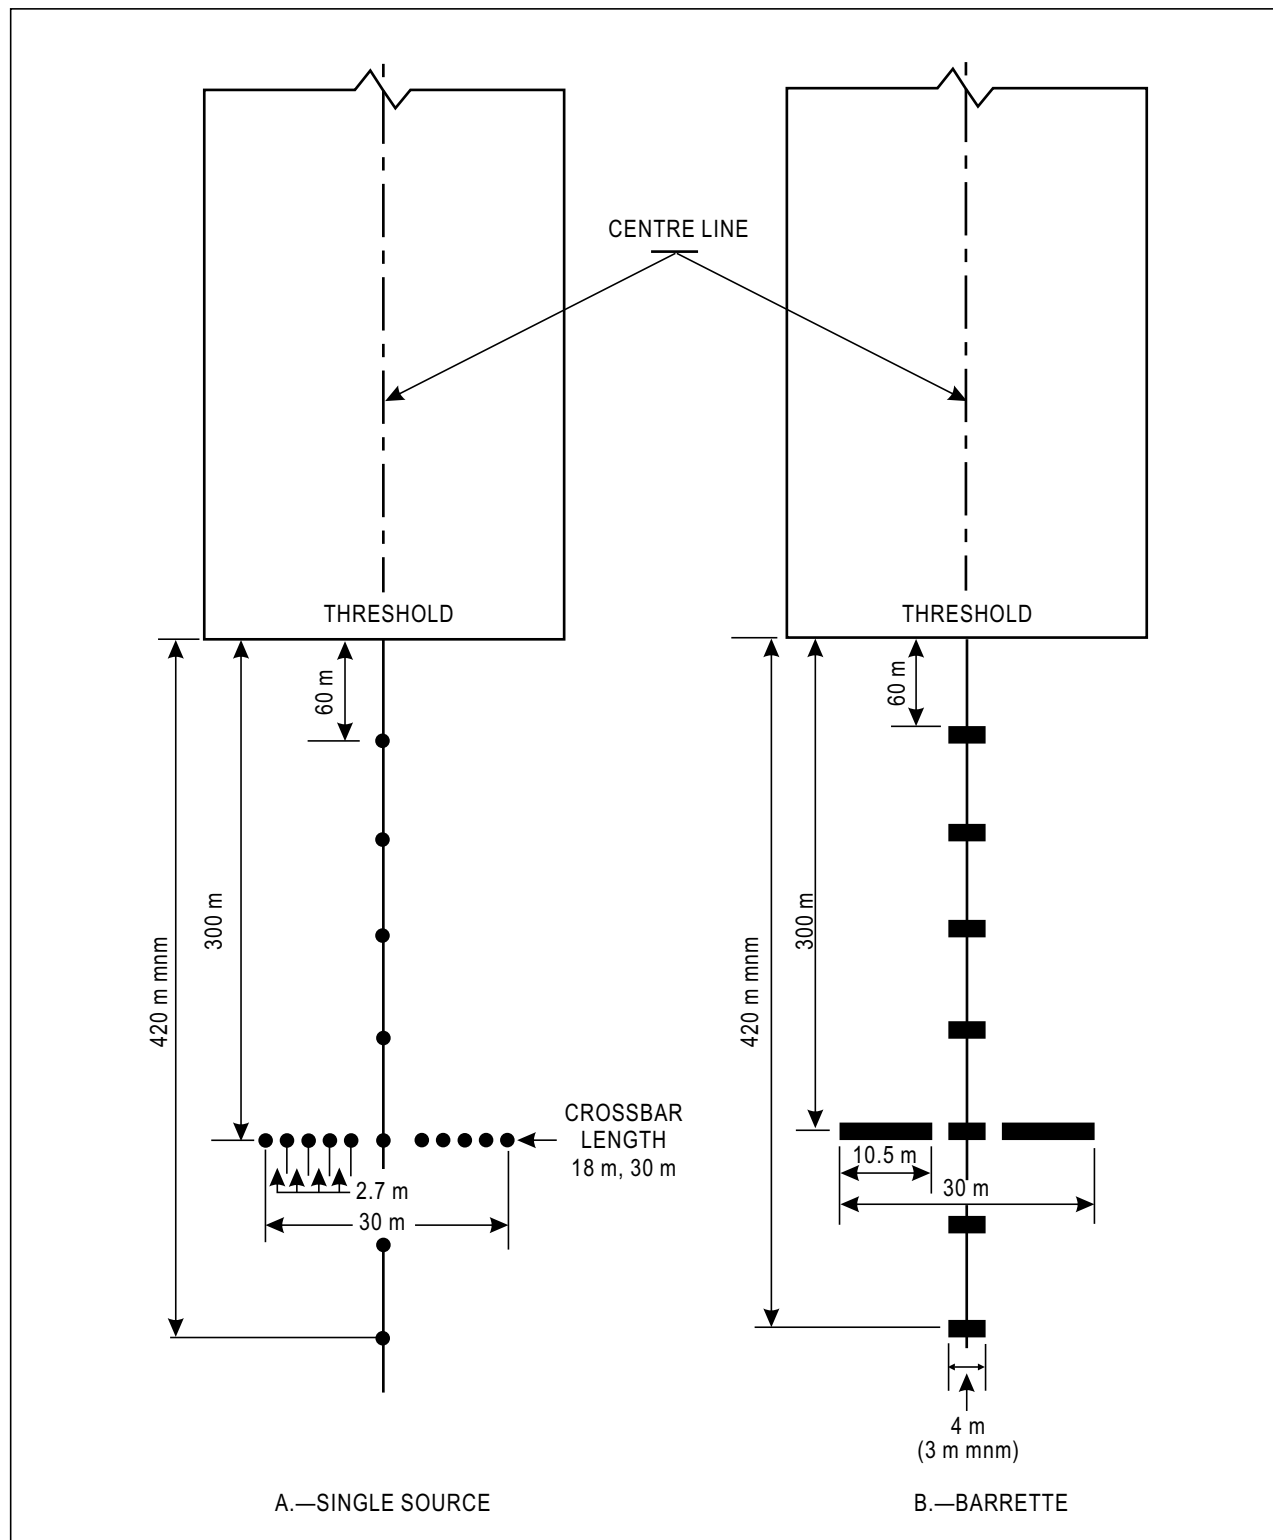 CENTRE LINE
THRESHOLD
THRESHOLD
60 m
60 m
300 m
300 m
420 m mnm
420 m mnm
CROSSBAR
LENGTH
18 m, 30 m
2.7 m
30 m
10.5 m
30 m
4 m
(3 m mnm)
A.—SINGLE SOURCE
B.—BARRETTE